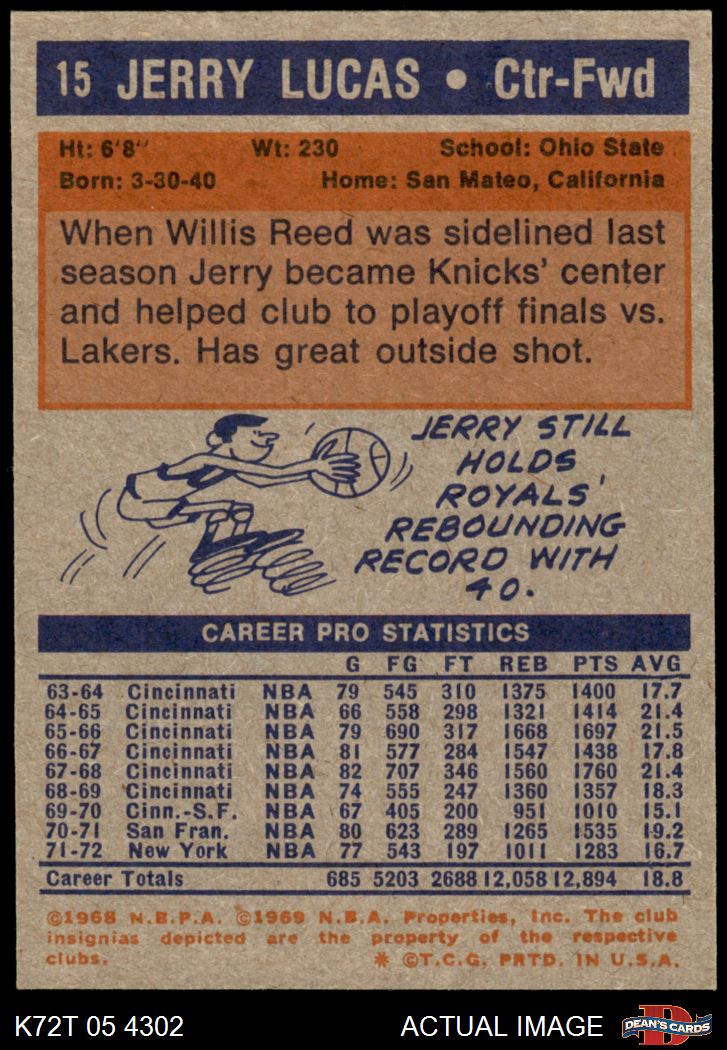 15 JERRY LUCAS • Ctr-Fwd
Ht: 6'8" Wt: 230 School: Ohio State
Born: 3-30-40 Home: San Mateo, California
When Willis Reed was sidelined last
season Jerry became Knicks' center
and helped club to playoff finals vs.
Lakers. Has great outside shot.
JERRY STILL
HOLDS
ROYALS'
REBOUNDING
RECORD WITH
40.
CAREER PRO STATISTICS
G FG FT REB PTS AVG
63-64 Cincinnati NBA 79 545 310 1375 1400 17.7
64-65 Cincinnati NBA 66 558 298 1321 1414 21.4
65-66 Cincinnati NBA 79 690 317 1668 1697 21.5
66-67 Cincinnati NBA 81 577 284 1547 1438 17.8
67-68 Cincinnati NBA 82 707 346 1560 1760 21.4
68-69 Cincinnati NBA 74 555 247 1360 1357 18.3
69-70 Cinn.-S.F. NBA 67 405 200 951 1010 15.1
70-71 San Fran. NBA 80 623 289 1265 1535 19.2
71-72 New York NBA 77 543 197 1011 1283 16.7
Career Totals 685 5203 2688 12,058 12,894 18.8
©1968 N.B.P.A. ©1969 N.B.A. Properties, Inc. The club
insignias depicted are the property of the respective
clubs. * ©T.C.G. PRTD. IN U.S.A.
K72T 05 4302 ACTUAL IMAGE D DEAN'S CARDS